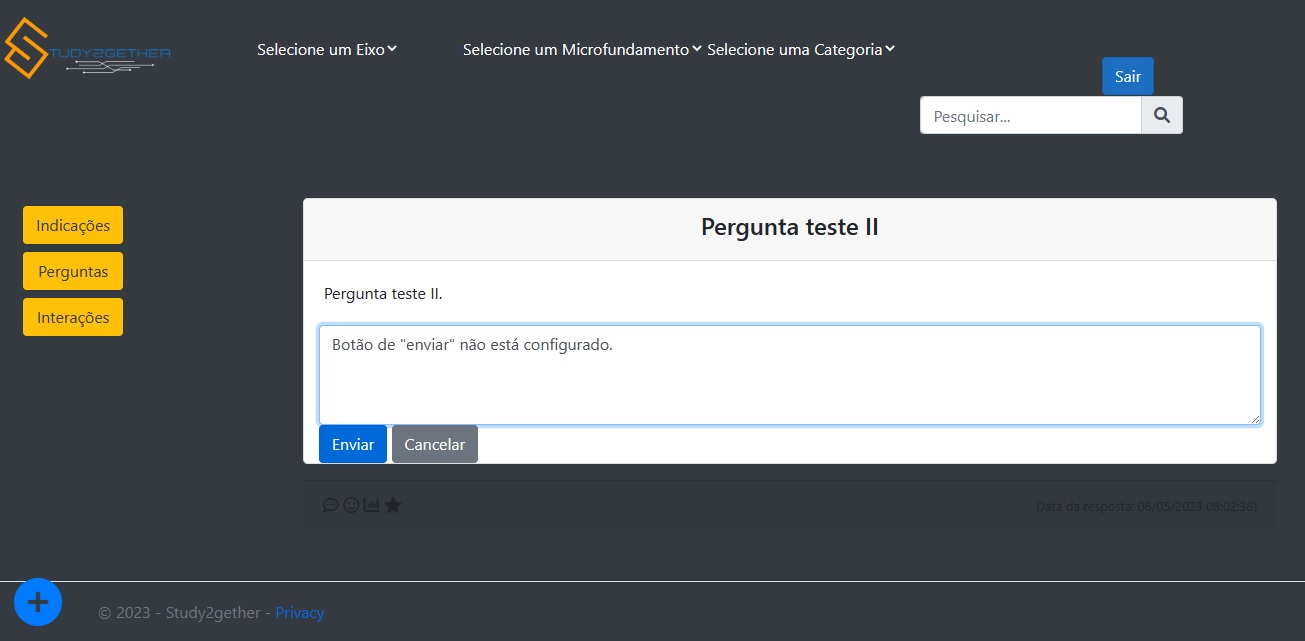 TUDY2GETHER
Selecione um Eixo
Selecione um Microfundamento
Selecione uma Categoria
Sair
Pesquisar...
Indicações
Perguntas
Interações
Pergunta teste II
Pergunta teste II.
Botão de "enviar" não está configurado.
Enviar
Cancelar
Data da resposta: 06/05/2023 08:02:38)
© 2023 - Study2gether - Privacy